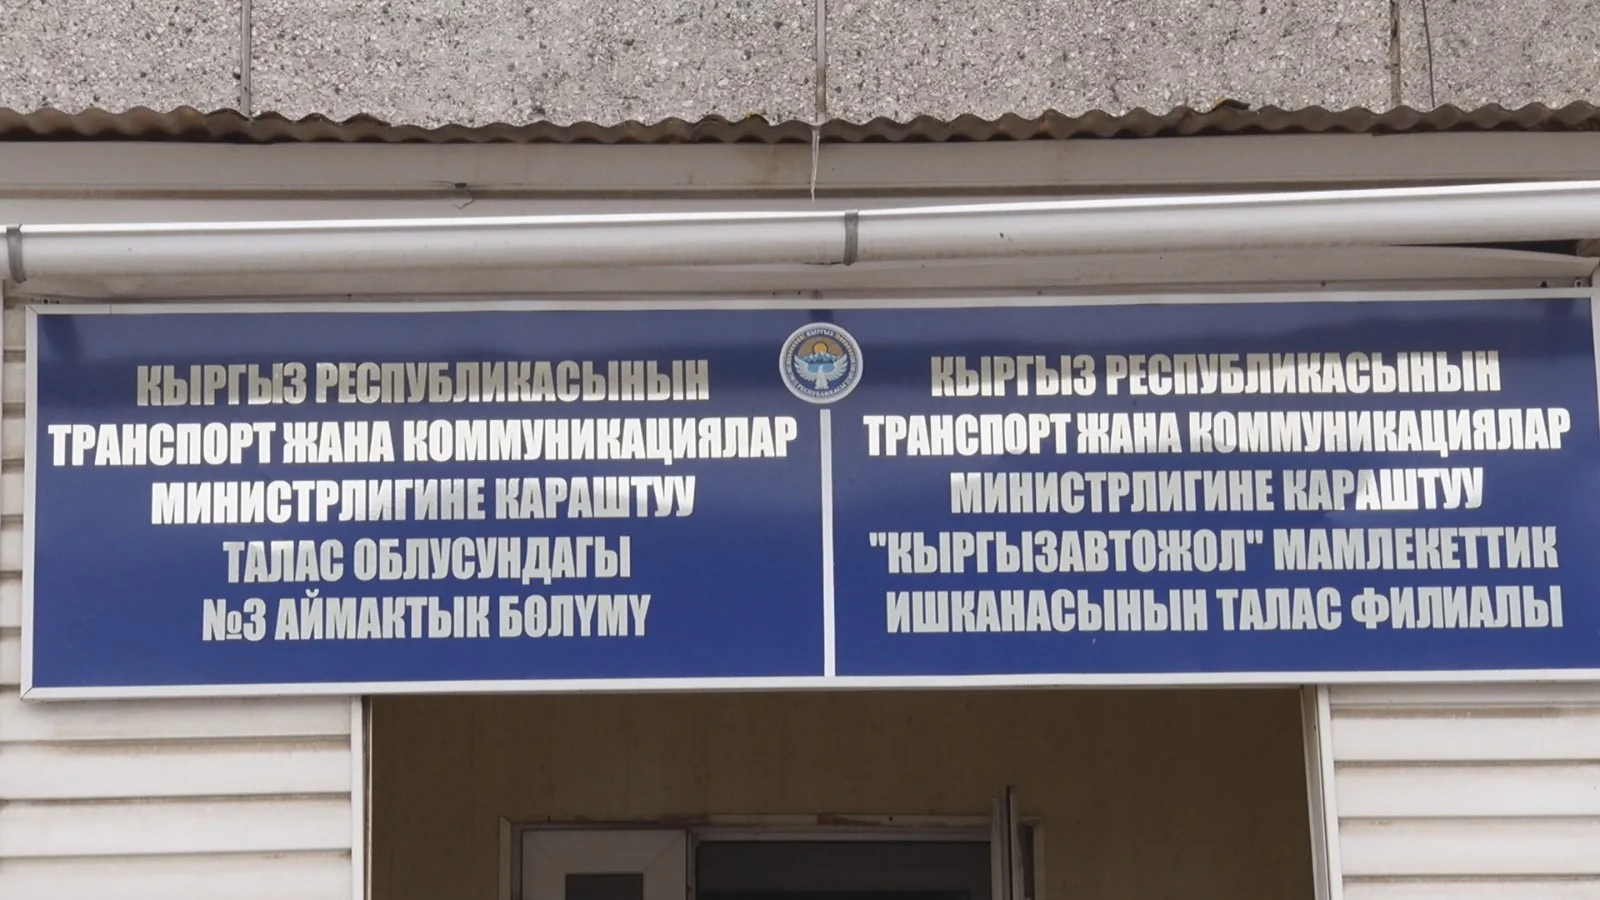 КЫРГЫЗ РЕСПУБЛИКАСЫНЫН
ТРАНСПОРТ ЖАНА КОММУНИКАЦИЯЛАР
МИНИСТРЛИГИНЕ КАРАШТУУ
ТАЛАС ОБЛУСУНДАГЫ
№3 АЙМАКТЫК БӨЛҮМҮ
КЫРГЫЗ РЕСПУБЛИКАСЫНЫН
ТРАНСПОРТ ЖАНА КОММУНИКАЦИЯЛАР
МИНИСТРЛИГИНЕ КАРАШТУУ
"КЫРГЫЗАВТОЖОЛ" МАМЛЕКЕТТИК
ИШКАНАСЫНЫН ТАЛАС ФИЛИАЛЫ